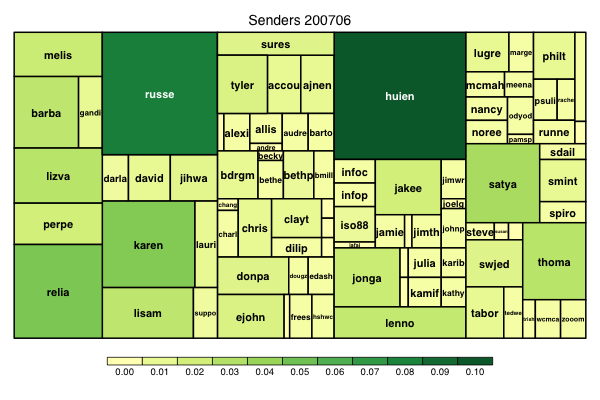 Senders 200706
melis
russe
sures
huien
lugre
marge
philt
tyler
accou
ajnen
mcmah
meena
barba
gandi
psuli
rache
nancy
odyod
alexi
allis
audre
barto
noree
runne
pamsp
andre
becky
sdail
lizva
darla
david
jihwa
bdrgm
bethe
bethp
bmill
infoc
jakee
jimwr
satya
smint
infop
chang
joelg
perpe
karen
lauri
charl
chris
clayt
iso88
jamie
jimth
johnp
spiro
steve
dilip
relia
donpa
dougz
edash
jonga
julia
karib
swjed
thoma
lisam
suppo
ejohn
frees
hshwc
kamif
kathy
lenno
tabor
tedwe
trish
wcmca
zooom
0.00 0.01 0.02 0.03 0.04 0.05 0.06 0.07 0.08 0.09 0.10